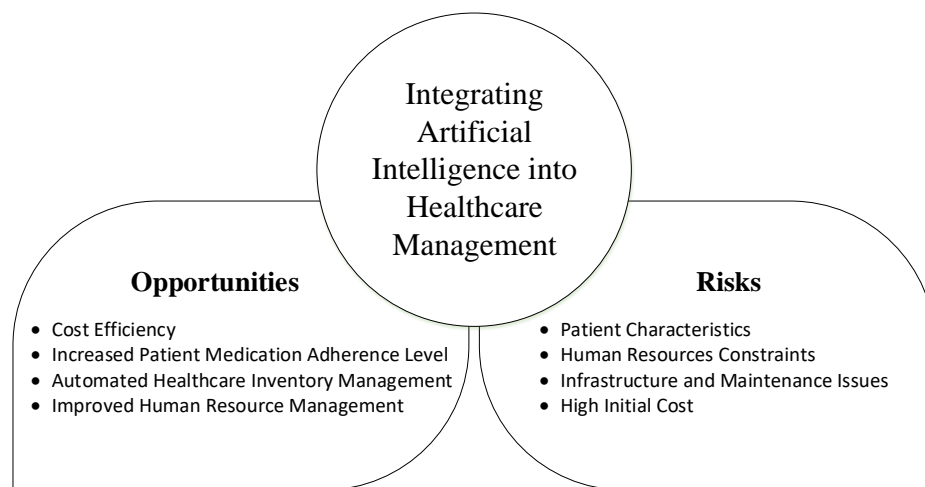 Integrating
Artificial
Intelligence into
Healthcare
Management
Opportunities
• Cost Efficiency
• Increased Patient Medication Adherence Level
• Automated Healthcare Inventory Management
• Improved Human Resource Management
Risks
• Patient Characteristics
• Human Resources Constraints
• Infrastructure and Maintenance Issues
• High Initial Cost